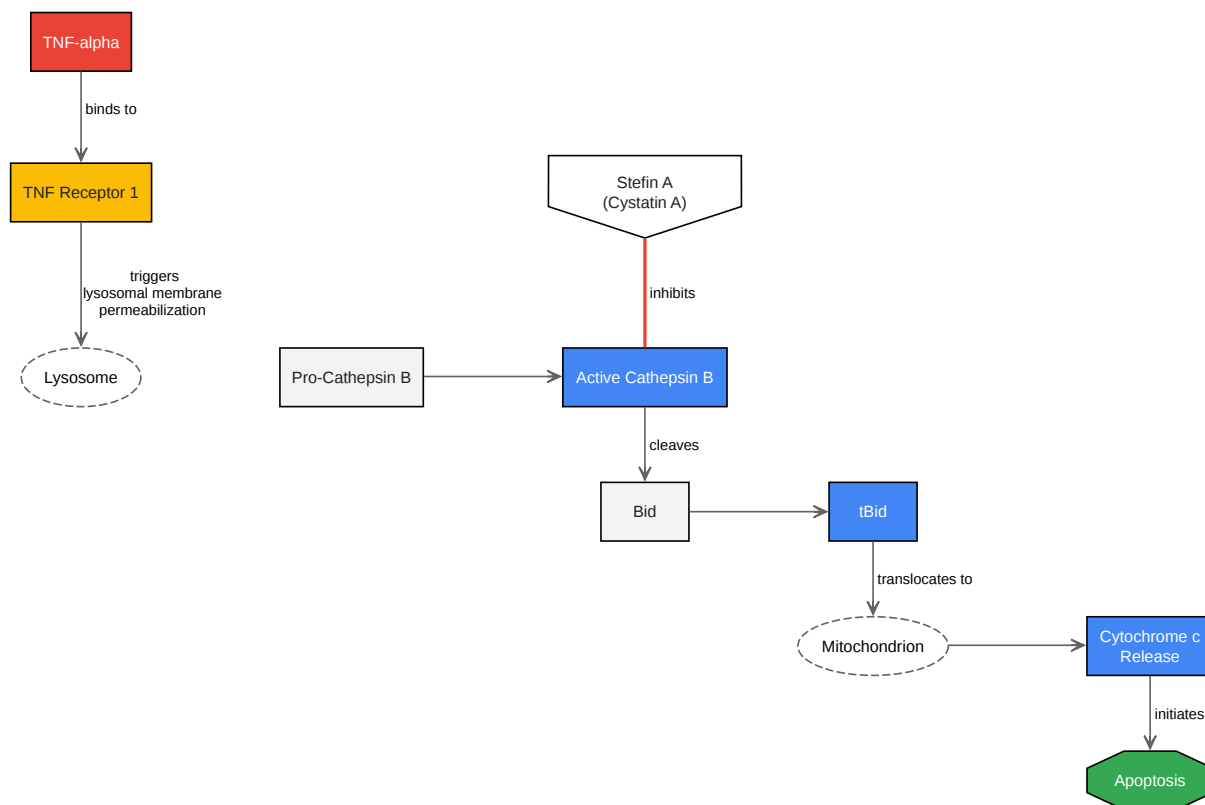 TNF-alpha
binds to
TNF Receptor 1
Stefin A
(Cystatin A)
triggers
lysosomal membrane
permeabilization
inhibits
Lysosome
Pro-Cathepsin B
Active Cathepsin B
cleaves
Bid
tBid
translocates to
Mitochondrion
Cytochrome c
Release
initiates
Apoptosis